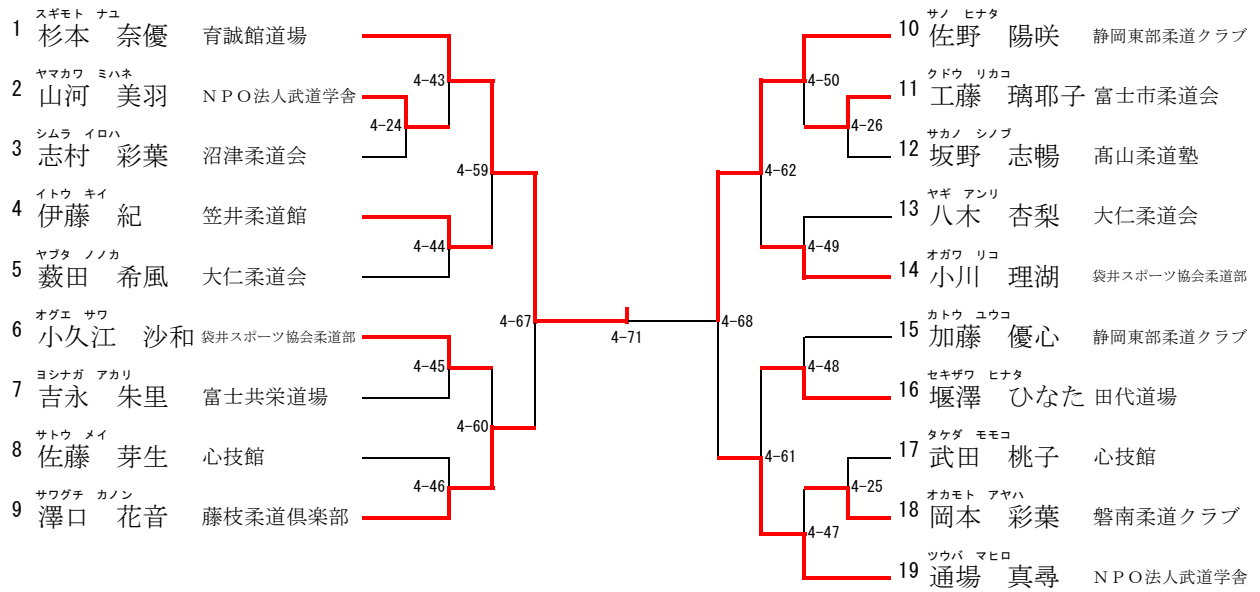 スギモト　ナユ
1 杉本　奈優 育誠館道場
ヤマカワ　ミハネ
2 山河　美羽 ＮＰＯ法人武道学舎
シムラ　イロハ
3 志村　彩葉 沼津柔道会
イトウ　キイ
4 伊藤　紀 笠井柔道館
ヤブタ　ノノカ
5 薮田　希風 大仁柔道会
オグエ　サワ
6 小久江　沙和 袋井スポーツ協会柔道部
ヨシナガ　アカリ
7 吉永　朱里 富士共栄道場
サトウ　メイ
8 佐藤　芽生 心技館
サワグチ　カノン
9 澤口　花音 藤枝柔道倶楽部
4-43
4-24
4-59
4-44
4-67
4-45
4-60
4-46
4-71
4-50
4-26
4-62
4-49
4-68
4-48
4-61
4-25
4-47
サノ　ヒナタ
10 佐野　陽咲 静岡東部柔道クラブ
クドウ　リカコ
11 工藤　璃耶子 富士市柔道会
サカノ　シノブ
12 坂野　志暢 髙山柔道塾
ヤギ　アンリ
13 八木　杏梨 大仁柔道会
オガワ　リコ
14 小川　理湖 袋井スポーツ協会柔道部
カトウ　ユウコ
15 加藤　優心 静岡東部柔道クラブ
セキザワ　ヒナタ
16 堰澤　ひなた 田代道場
タケダ　モモコ
17 武田　桃子 心技館
オカモト　アヤハ
18 岡本　彩葉 磐南柔道クラブ
ツウバ　マヒロ
19 通場　真尋 ＮＰＯ法人武道学舎